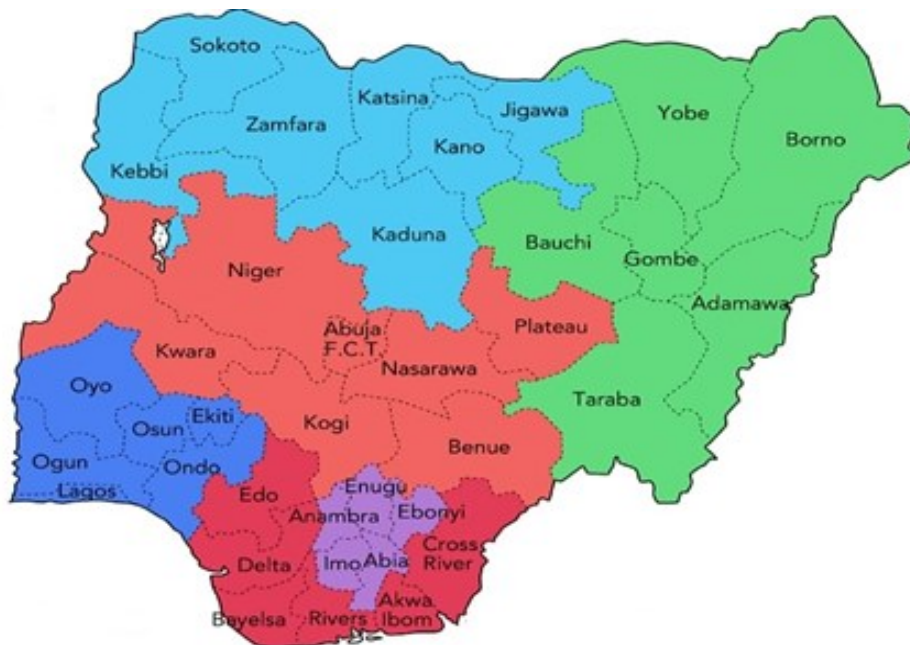 Sokoto
Katsina
Jigawa
Yobe
Borno
Zamfara
Kano
Kebbi
Kaduna
Bauchi
Gombe
Niger
Adamawa
Abuja
F.C.T.
Plateau
Kwara
Nasarawa
Oyo
Taraba
Ekiti
Osun
Kogi
Benue
Ogun
Ondo
Lagos
Edo
Enugu
Anambra
Ebonyi
Cross
River
Delta
Imo
Abia
Bayelsa
Rivers
Akwa
Ibom